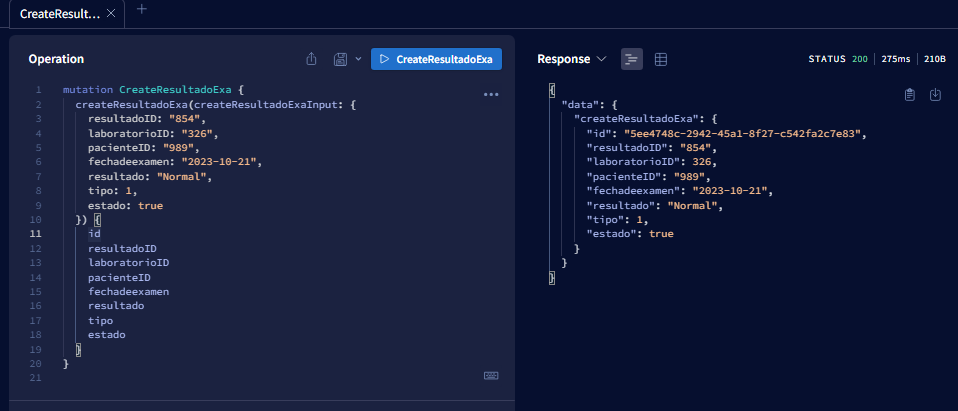 CreateResult...
Operation
CreateResultadoExa
1 mutation CreateResultadoExa {
2 createResultadoExa(createResultadoExaInput: {
3 resultadoID: "854",
4 laboratorioID: "326",
5 pacienteID: "989",
6 fechadeexamen: "2023-10-21",
7 resultado: "Normal",
8 tipo: 1,
9 estado: true
10 }) {
11 id
12 resultadoID
13 laboratorioID
14 pacienteID
15 fechadeexamen
16 resultado
17 tipo
18 estado
19 }
20 }
21
Response
STATUS 200 275ms 210B
{
"data": {
"createResultadoExa": {
"id": "5ee4748c-2942-45a1-8f27-c542fa2c7e83",
"resultadoID": "854",
"laboratorioID": 326,
"pacienteID": "989",
"fechadeexamen": "2023-10-21",
"resultado": "Normal",
"tipo": 1,
"estado": true
}
}
}